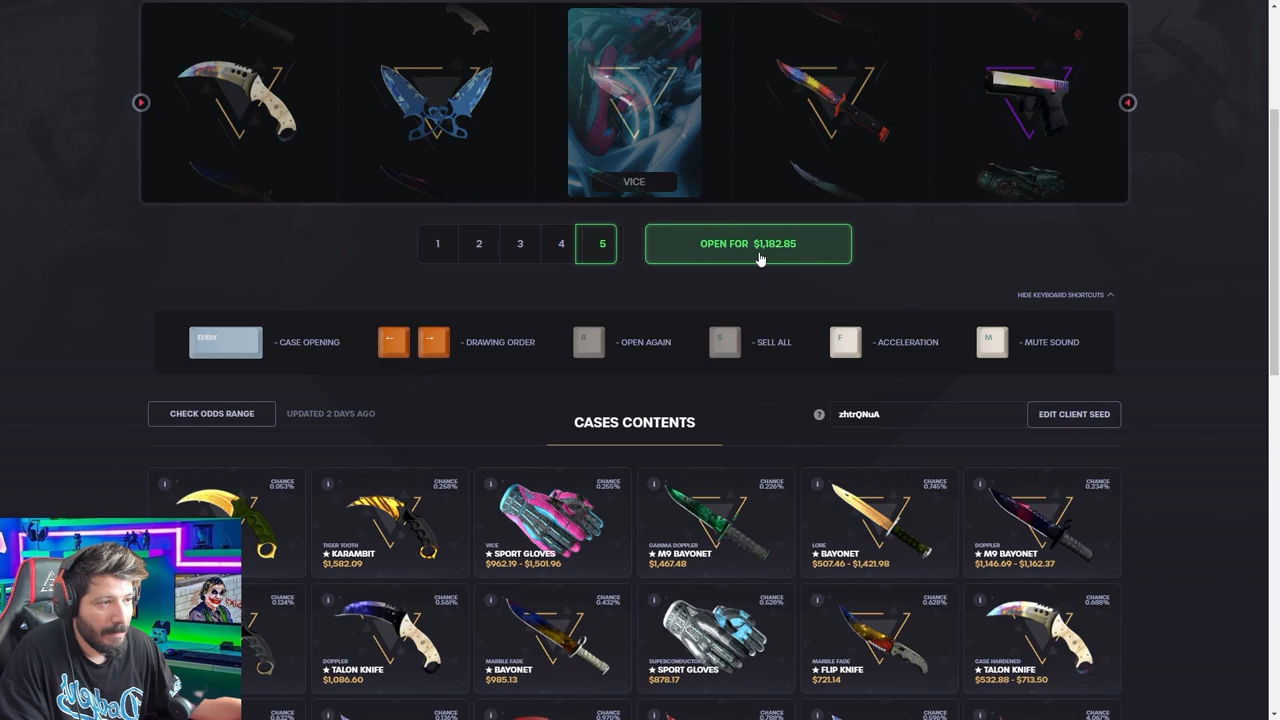 VICE
1 2 3 4 5 OPEN FOR $1,182.85
HIDE KEYBOARD SHORTCUTS
Enter - CASE OPENING ← → - DRAWING ORDER R - OPEN AGAIN S - SELL ALL F - ACCELERATION M - MUTE SOUND
CHECK ODDS RANGE UPDATED 2 DAYS AGO CASES CONTENTS ? zhtrQNuA EDIT CLIENT SEED
i CHANCE i CHANCE i CHANCE i CHANCE i CHANCE i CHANCE
0.053% 0.258% 0.255% 0.226% 0.745% 0.234%
TIGER TOOTH VICE GAMMA DOPPLER LORE DOPPLER
★ KARAMBIT ★ SPORT GLOVES ★ M9 BAYONET ★ BAYONET ★ M9 BAYONET
$1,582.09 $962.19 - $1,501.96 $1,467.48 $507.46 - $1,421.98 $1,146.69 - $1,162.37
CHANCE i CHANCE i CHANCE i CHANCE i CHANCE i CHANCE
0.124% 0.561% 0.432% 0.528% 0.628% 0.688%
DOPPLER MARBLE FADE SUPERCONDUCTOR MARBLE FADE CASE HARDENED
★ TALON KNIFE ★ BAYONET ★ SPORT GLOVES ★ FLIP KNIFE ★ TALON KNIFE
$1,086.60 $985.13 $878.17 $721.14 $532.88 - $713.50
CHANCE i CHANCE i CHANCE i CHANCE i CHANCE i CHANCE